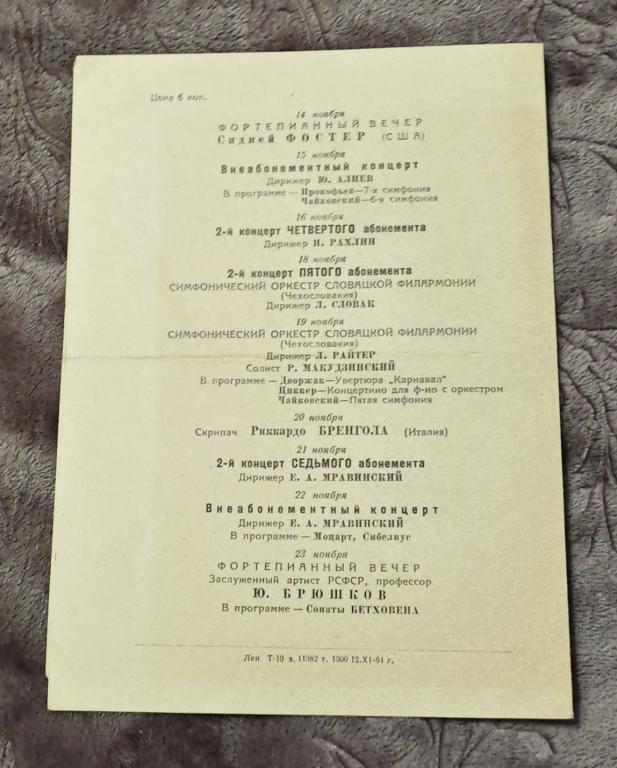 Цена 6 коп.
14 ноября
ФОРТЕПИАННЫЙ ВЕЧЕР
Сидней ФОСТЕР (США)
15 ноября
Внеабонементный концерт
Дирижер Ю. АЛИЕВ
В программе—Прокофьев—7-я симфония
Чайковский—6-я симфония
16 ноября
2-й концерт ЧЕТВЕРТОГО абонемента
Дирижер И. РАХЛИН
18 ноября
2-й концерт ПЯТОГО абонемента
СИМФОНИЧЕСКИЙ ОРКЕСТР СЛОВАЦКОЙ ФИЛАРМОНИИ
(Чехословакия)
Дирижер Л. СЛОВАК
19 ноября
СИМФОНИЧЕСКИЙ ОРКЕСТР СЛОВАЦКОЙ ФИЛАРМОНИИ
(Чехословакия)
Дирижер Л. РАЙТЕР
Солист Р. МАКУДЗИНСКИЙ
В программе—Дворжак—Увертюра „Карнавал"
Циккер—Концертино для ф-но с оркестром
Чайковский—Пятая симфония
20 ноября
Скрипач Риккардо БРЕНГОЛА (Италия)
21 ноября
2-й концерт СЕДЬМОГО абонемента
Дирижер Е. А. МРАВИНСКИЙ
22 ноября
Внеабонементный концерт
Дирижер Е. А. МРАВИНСКИЙ
В программе—Моцарт, Сибелиус
23 ноября
ФОРТЕПИАННЫЙ ВЕЧЕР
Заслуженный артист РСФСР, профессор
Ю. БРЮШКОВ
В программе—Сонаты БЕТХОВЕНА
Лен Т-10 з. 11382 т. 1300 12.XI-64 г.